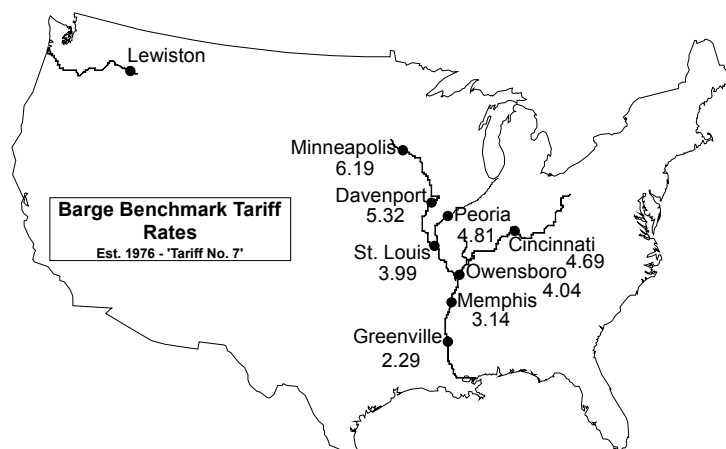 Lewiston
Minneapolis
6.19
Davenport
5.32
Barge Benchmark Tariff
Rates
Est. 1976 - 'Tariff No. 7'
Peoria
4.81
Cincinnati
4.69
St. Louis
3.99
Owensboro
4.04
Memphis
3.14
Greenville
2.29